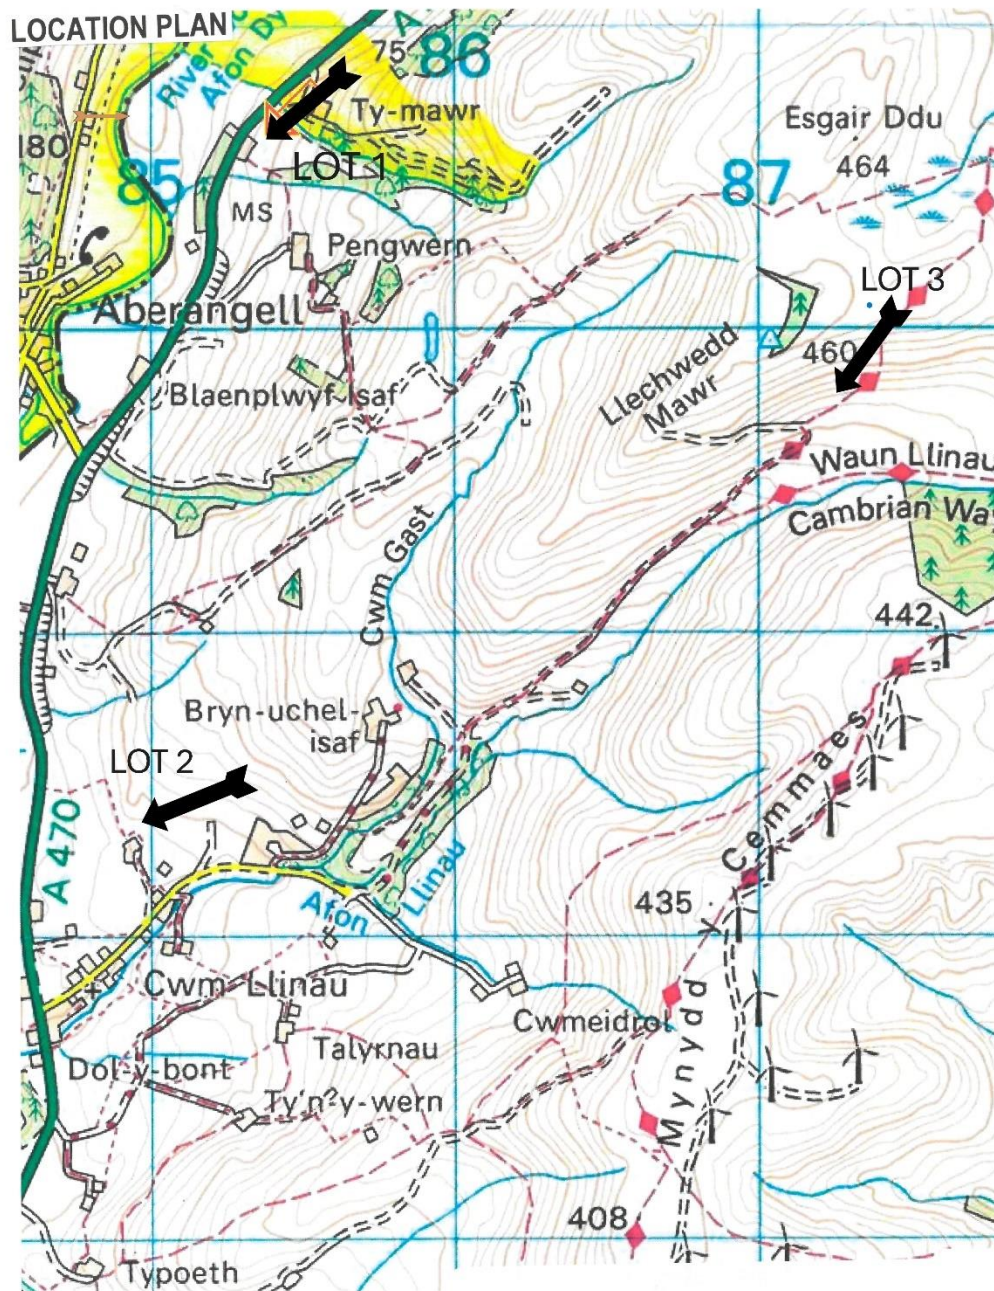 LOCATION PLAN
River
Afon Dy
A
75
86
Ty-mawr
LOT 1
Esgair Ddu
464
180
85
87
MS
Pengwern
LOT 3
Aberangell
460
Llechwedd
Mawr
Blaenplwyf-Isaf
Waun Llinau
Cambrian Wa
Cwm Gast
442
Bryn-uchel-
isaf
LOT 2
A 470
Mynydd y Cemmaes
435
Afon Llinau
Cwm-Llinau
Cwmeidrol
Talyrnau
Dol-y-bont
Ty'n-y-wern
408
Typoeth